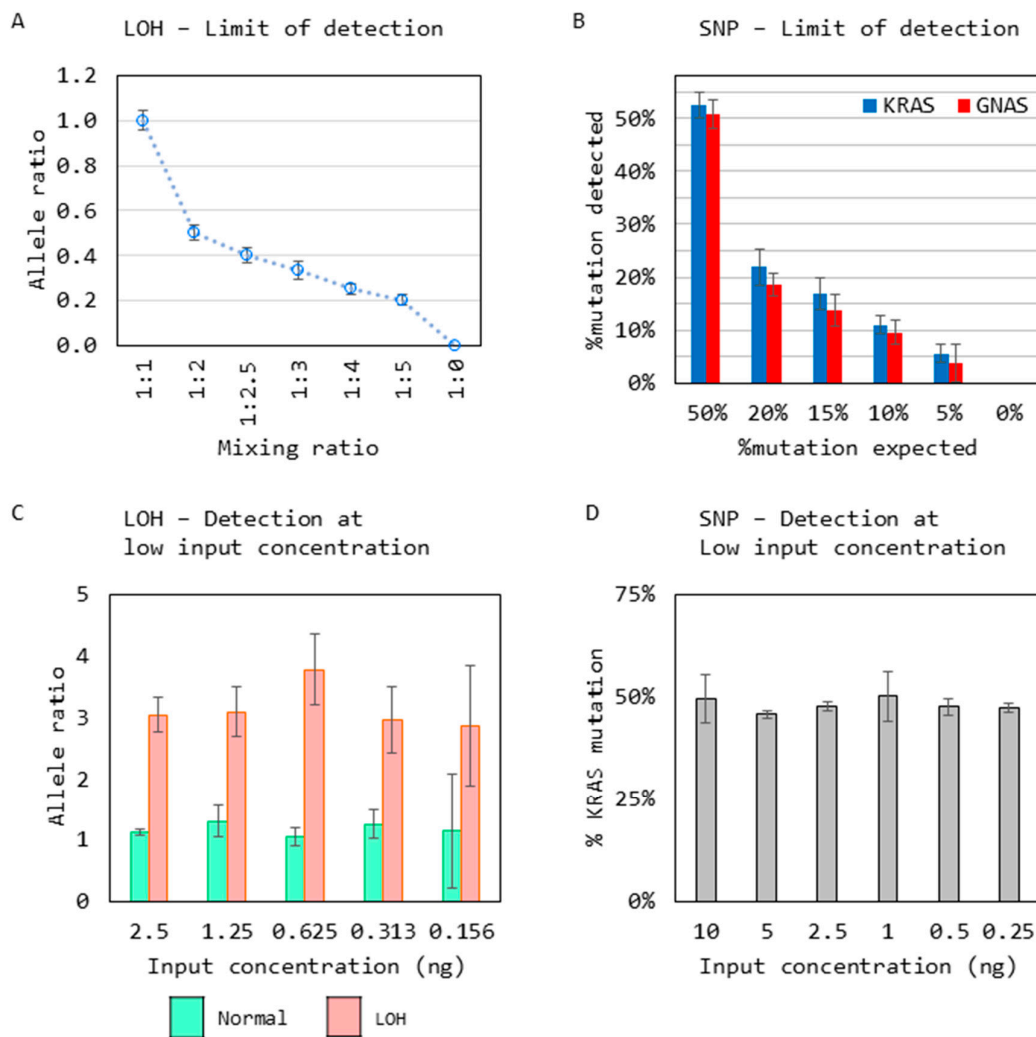 A
LOH – Limit of detection
1.2
1.0
0.8
0.6
0.4
0.2
0.0
Allele ratio
1:1
1:2
1:2.5
1:3
1:4
1:5
1:0
Mixing ratio
B
SNP – Limit of detection
KRAS GNAS
50%
40%
30%
20%
10%
0%
%mutation detected
50% 20% 15% 10% 5% 0%
%mutation expected
C
LOH – Detection at
low input concentration
5
4
3
2
1
0
Allele ratio
2.5 1.25 0.625 0.313 0.156
Input concentration (ng)
Normal LOH
D
SNP – Detection at
Low input concentration
75%
50%
25%
0%
% KRAS mutation
10 5 2.5 1 0.5 0.25
Input concentration (ng)